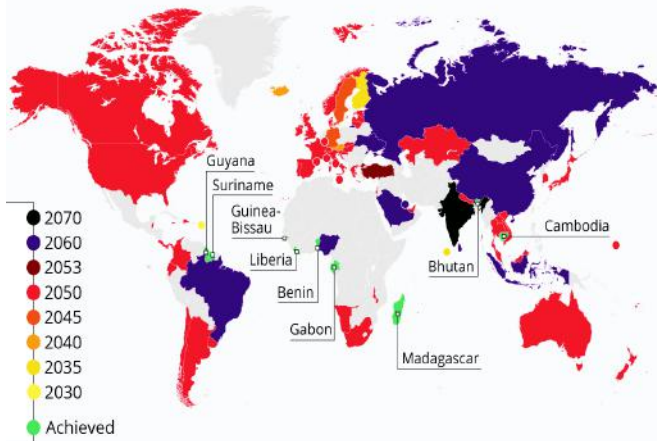 Guyana
Suriname
Guinea-
Bissau
Liberia
Benin
Gabon
Madagascar
Bhutan
Cambodia
2070
2060
2053
2050
2045
2040
2035
2030
Achieved